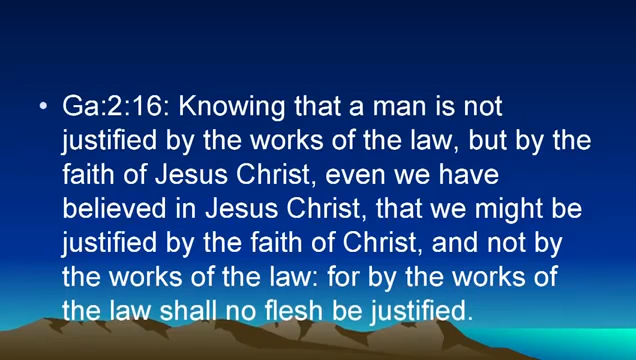 • Ga:2:16: Knowing that a man is not
justified by the works of the law, but by the
faith of Jesus Christ, even we have
believed in Jesus Christ, that we might be
justified by the faith of Christ, and not by
the works of the law: for by the works of
the law shall no flesh be justified.